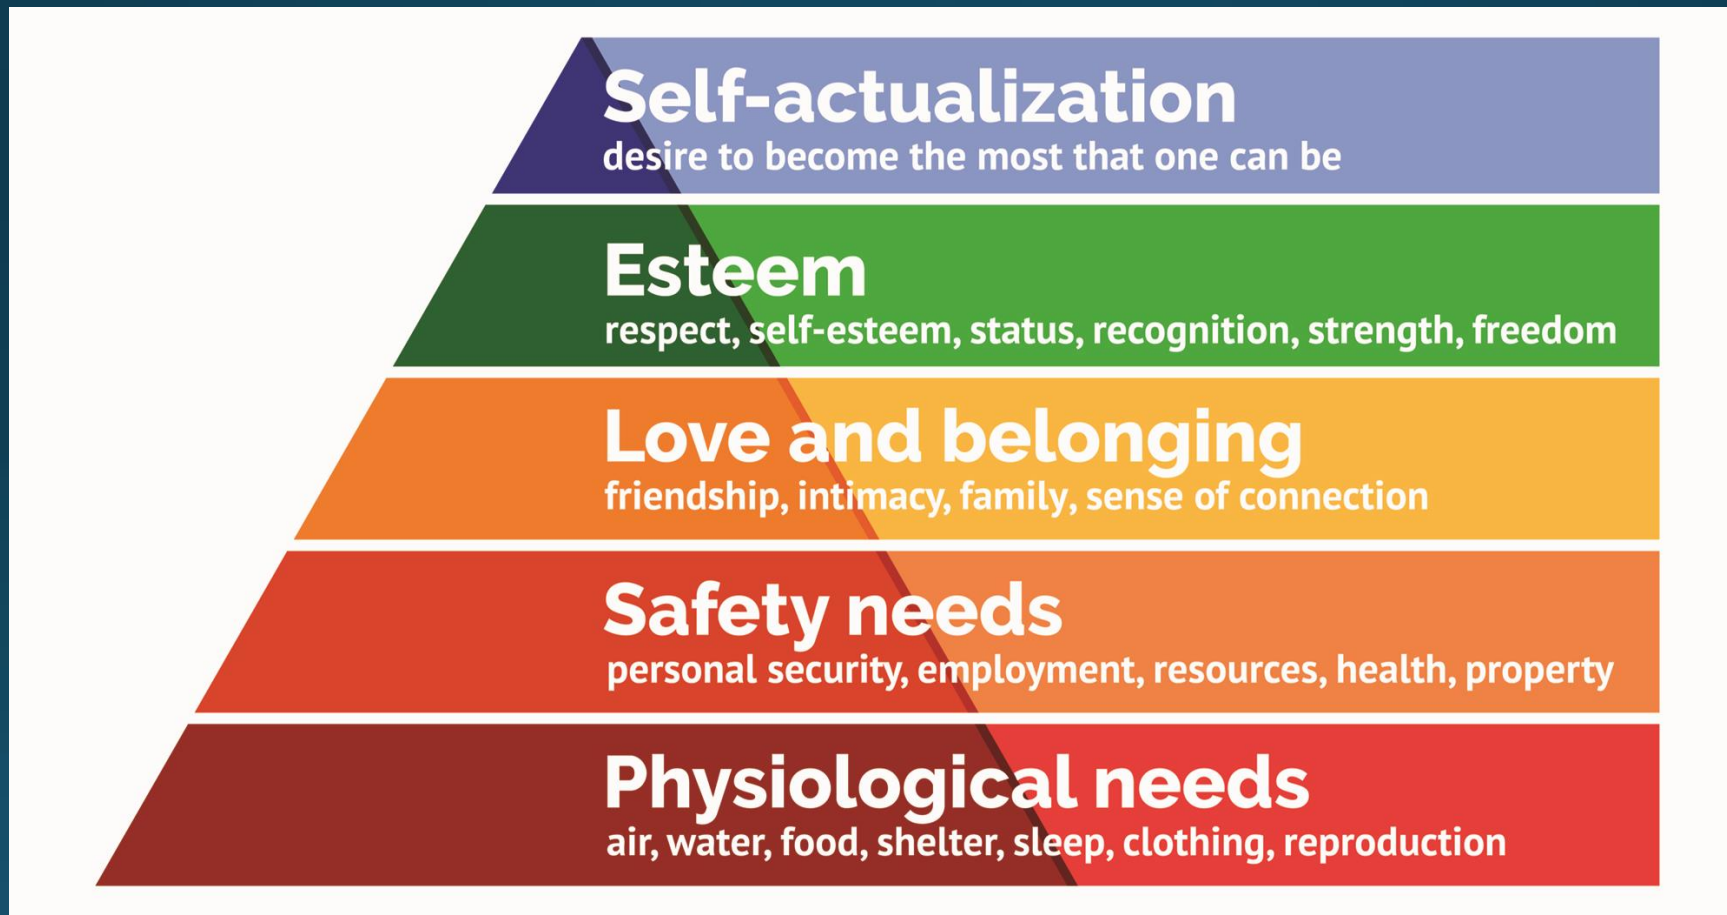 Self-actualization
desire to become the most that one can be
Esteem
respect, self-esteem, status, recognition, strength, freedom
Love and belonging
friendship, intimacy, family, sense of connection
Safety needs
personal security, employment, resources, health, property
Physiological needs
air, water, food, shelter, sleep, clothing, reproduction